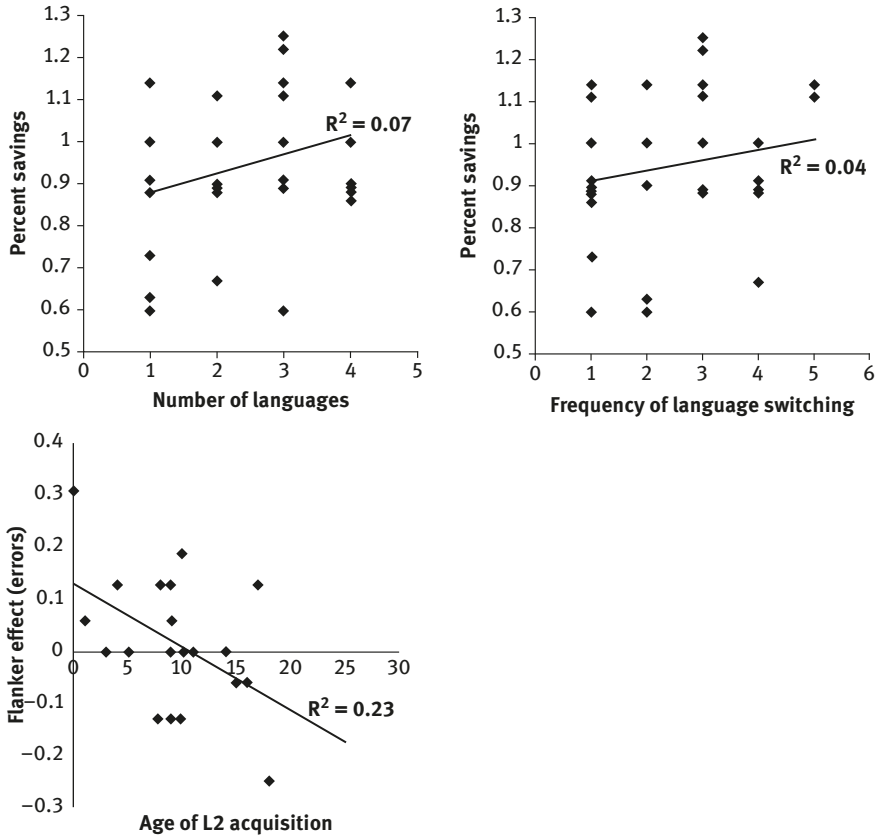 1.3
1.2
1.1
1
0.9
0.8
0.7
0.6
0.5
Percent savings
R² = 0.07
0 1 2 3 4 5
Number of languages
1.3
1.2
1.1
1
0.9
0.8
0.7
0.6
0.5
Percent savings
R² = 0.04
0 1 2 3 4 5 6
Frequency of language switching
0.4
0.3
0.2
0.1
0
−0.1
−0.2
−0.3
Flanker effect (errors)
0 5 10 15 20 25 30
R² = 0.23
Age of L2 acquisition